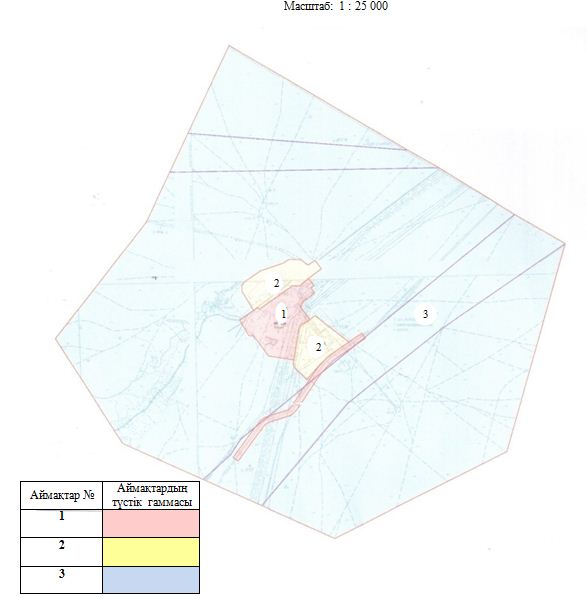 Масштаб: 1 : 25 000
2
1
3
2
Аймақтар №
Аймақтардың
түстік гаммасы
1
2
3